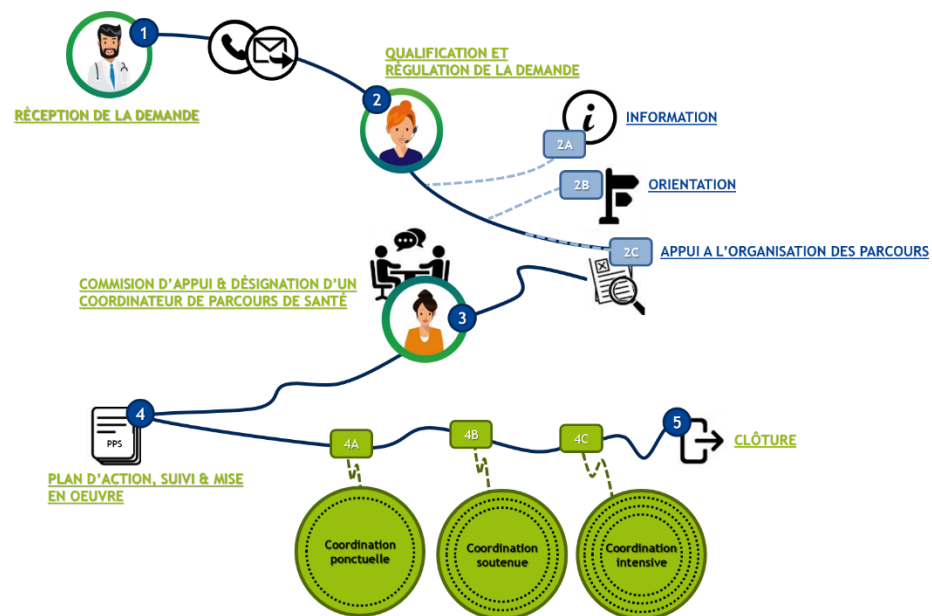 1
RÉCEPTION DE LA DEMANDE
QUALIFICATION ET
RÉGULATION DE LA DEMANDE
2
i
INFORMATION
2A
2B
ORIENTATION
2C
APPUI A L'ORGANISATION DES PARCOURS
COMMISION D'APPUI & DÉSIGNATION D'UN
COORDINATEUR DE PARCOURS DE SANTÉ
3
4
PPS
PLAN D'ACTION, SUIVI & MISE
EN OEUVRE
4A
4B
4C
5
CLÔTURE
Coordination
ponctuelle
Coordination
soutenue
Coordination
intensive